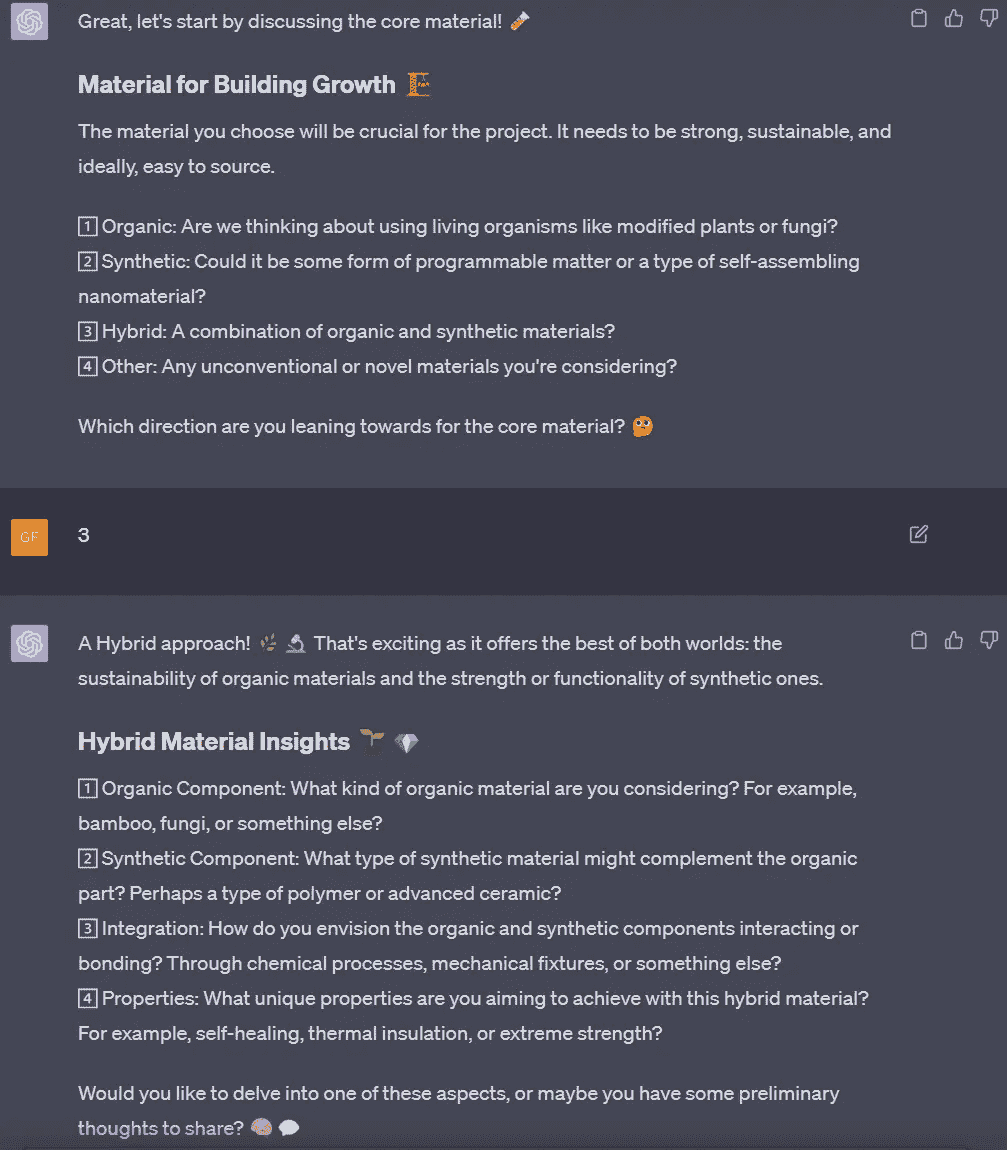 Great, let's start by discussing the core material! 🧪
Material for Building Growth 🏗️
The material you choose will be crucial for the project. It needs to be strong, sustainable, and
ideally, easy to source.
1️⃣ Organic: Are we thinking about using living organisms like modified plants or fungi?
2️⃣ Synthetic: Could it be some form of programmable matter or a type of self-assembling
nanomaterial?
3️⃣ Hybrid: A combination of organic and synthetic materials?
4️⃣ Other: Any unconventional or novel materials you're considering?
Which direction are you leaning towards for the core material? 🤔
GF
3
A Hybrid approach! 🌿 🔬 That's exciting as it offers the best of both worlds: the
sustainability of organic materials and the strength or functionality of synthetic ones.
Hybrid Material Insights 🌱 💎
1️⃣ Organic Component: What kind of organic material are you considering? For example,
bamboo, fungi, or something else?
2️⃣ Synthetic Component: What type of synthetic material might complement the organic
part? Perhaps a type of polymer or advanced ceramic?
3️⃣ Integration: How do you envision the organic and synthetic components interacting or
bonding? Through chemical processes, mechanical fixtures, or something else?
4️⃣ Properties: What unique properties are you aiming to achieve with this hybrid material?
For example, self-healing, thermal insulation, or extreme strength?
Would you like to delve into one of these aspects, or maybe you have some preliminary
thoughts to share? 🧠 💬